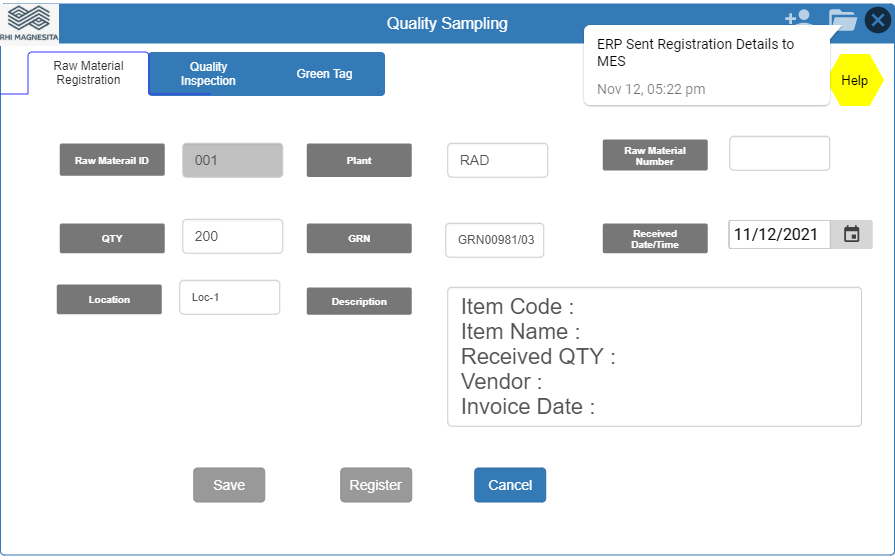 RHI MAGNESITA
Quality Sampling
ERP Sent Registration Details to
MES
Nov 12, 05:22 pm
Help
Raw Material
Registration
Quality
Inspection
Green Tag
Raw Materail ID
001
Plant
RAD
Raw Material
Number
QTY
200
GRN
GRN00981/03
Received
Date/Time
11/12/2021
Location
Loc-1
Description
Item Code :
Item Name :
Received QTY :
Vendor :
Invoice Date :
Save
Register
Cancel